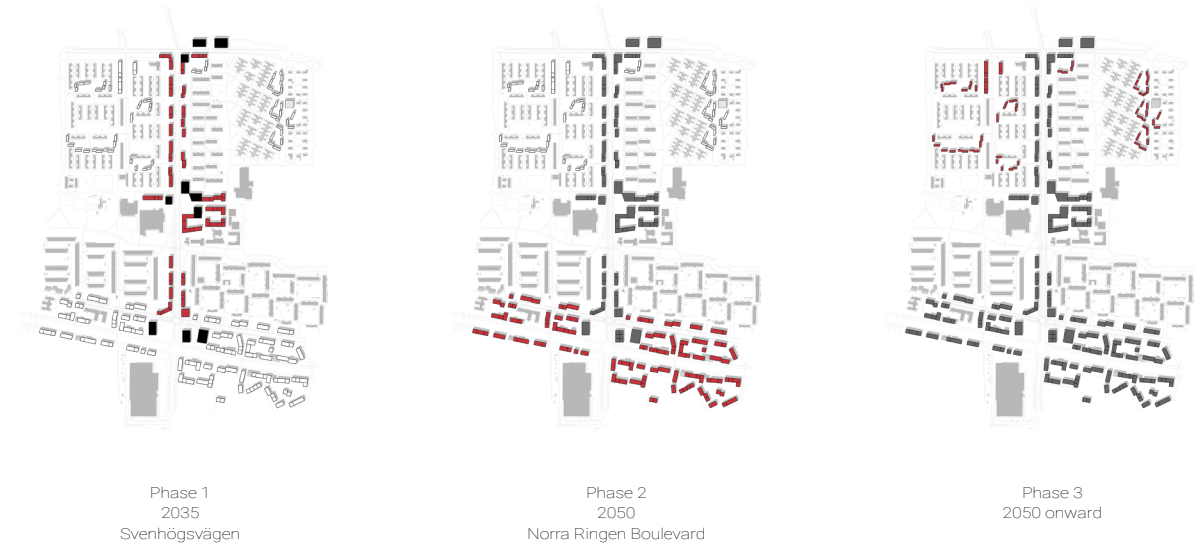 Phase 1
2035
Svenhögsvägen
Phase 2
2050
Norra Ringen Boulevard
Phase 3
2050 onward